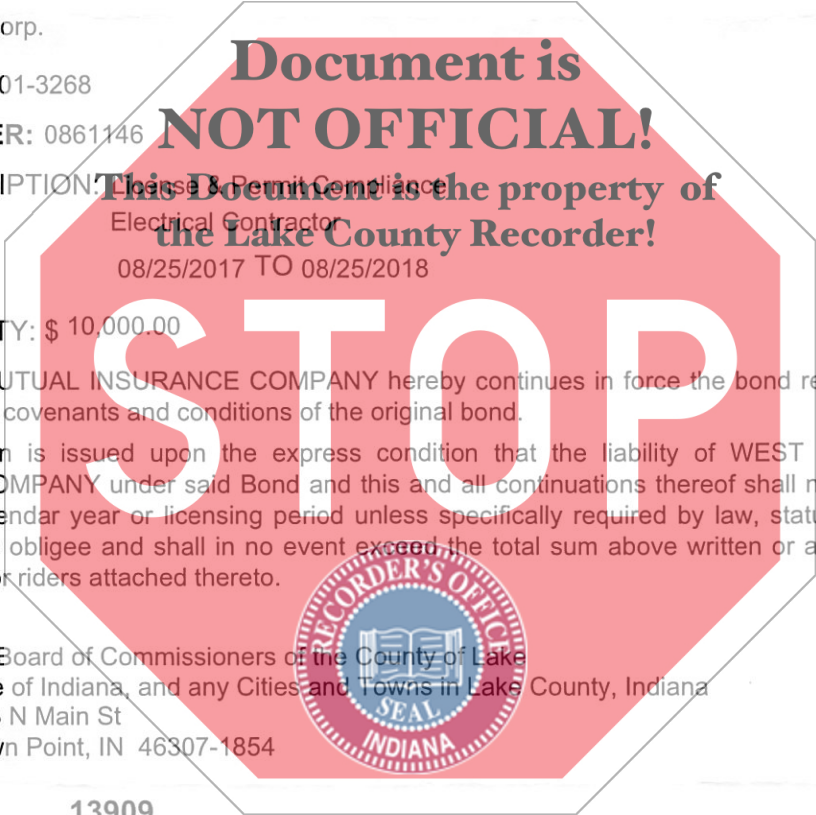 orp.
Document is
01-3268
NOT OFFICIAL!
ER: 0861146
IPTION: License & Permit Compliance
This Document is the property of
Electrical Contractor
the Lake County Recorder!
08/25/2017 TO 08/25/2018
STOP
TY: $ 10,000.00
UTUAL INSURANCE COMPANY hereby continues in force the bond re
covenants and conditions of the original bond.
n is issued upon the express condition that the liability of WEST
OMPANY under said Bond and this and all continuations thereof shall n
endar year or licensing period unless specifically required by law, statu
obligee and shall in no event exceed the total sum above written or a
r riders attached thereto.
RECORDER'S OFFICE
Board of Commissioners of the County of Lake
e of Indiana, and any Cities and Towns in Lake County, Indiana
N Main St
SEAL
INDIANA
n Point, IN 46307-1854
13909